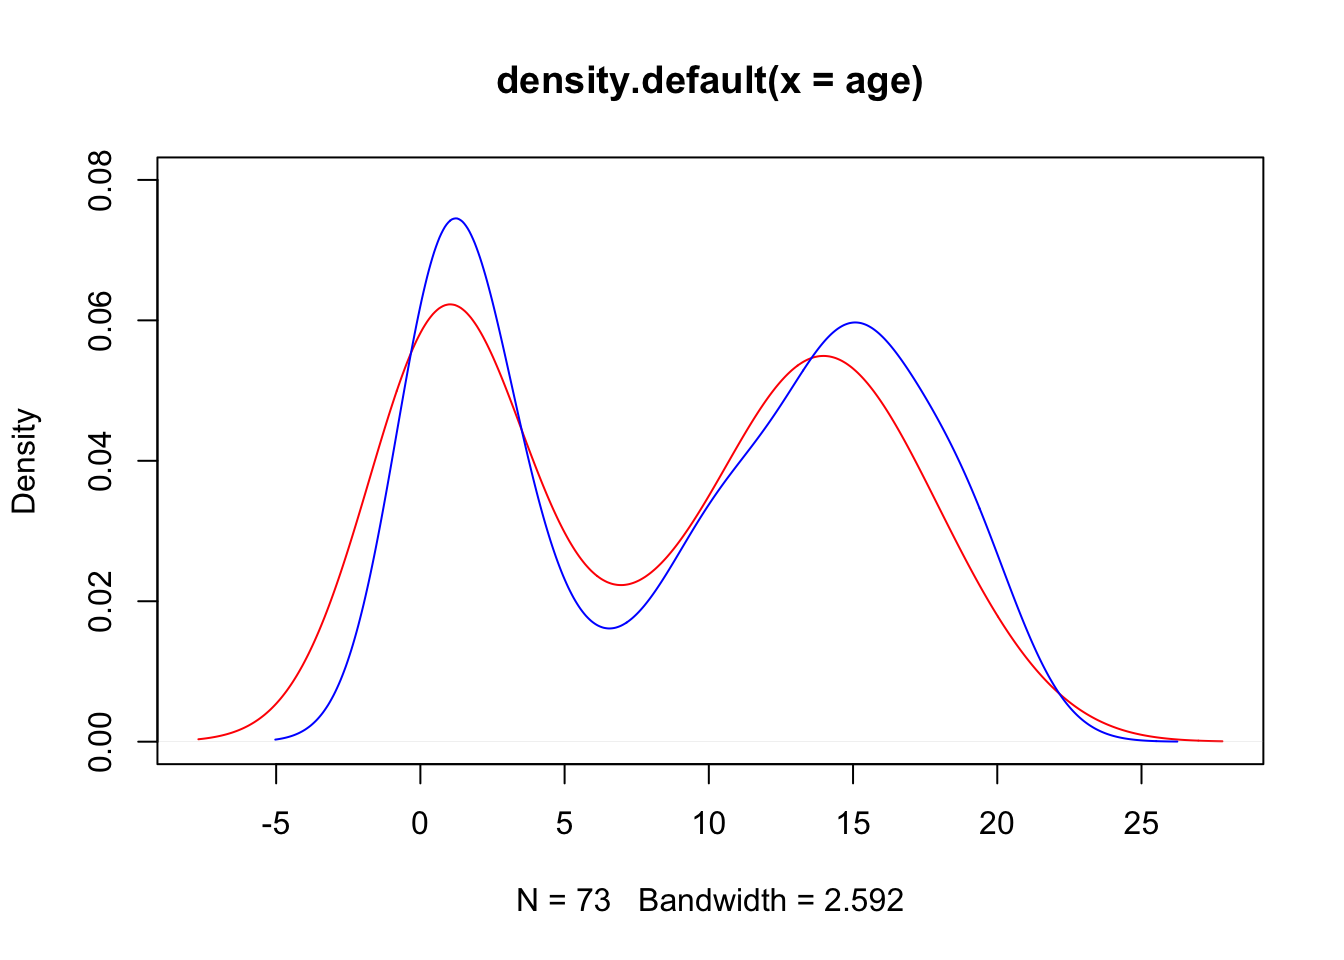 density.default(x = age)
Density
0.00 0.02 0.04 0.06 0.08
-5 0 5 10 15 20 25
N = 73 Bandwidth = 2.592